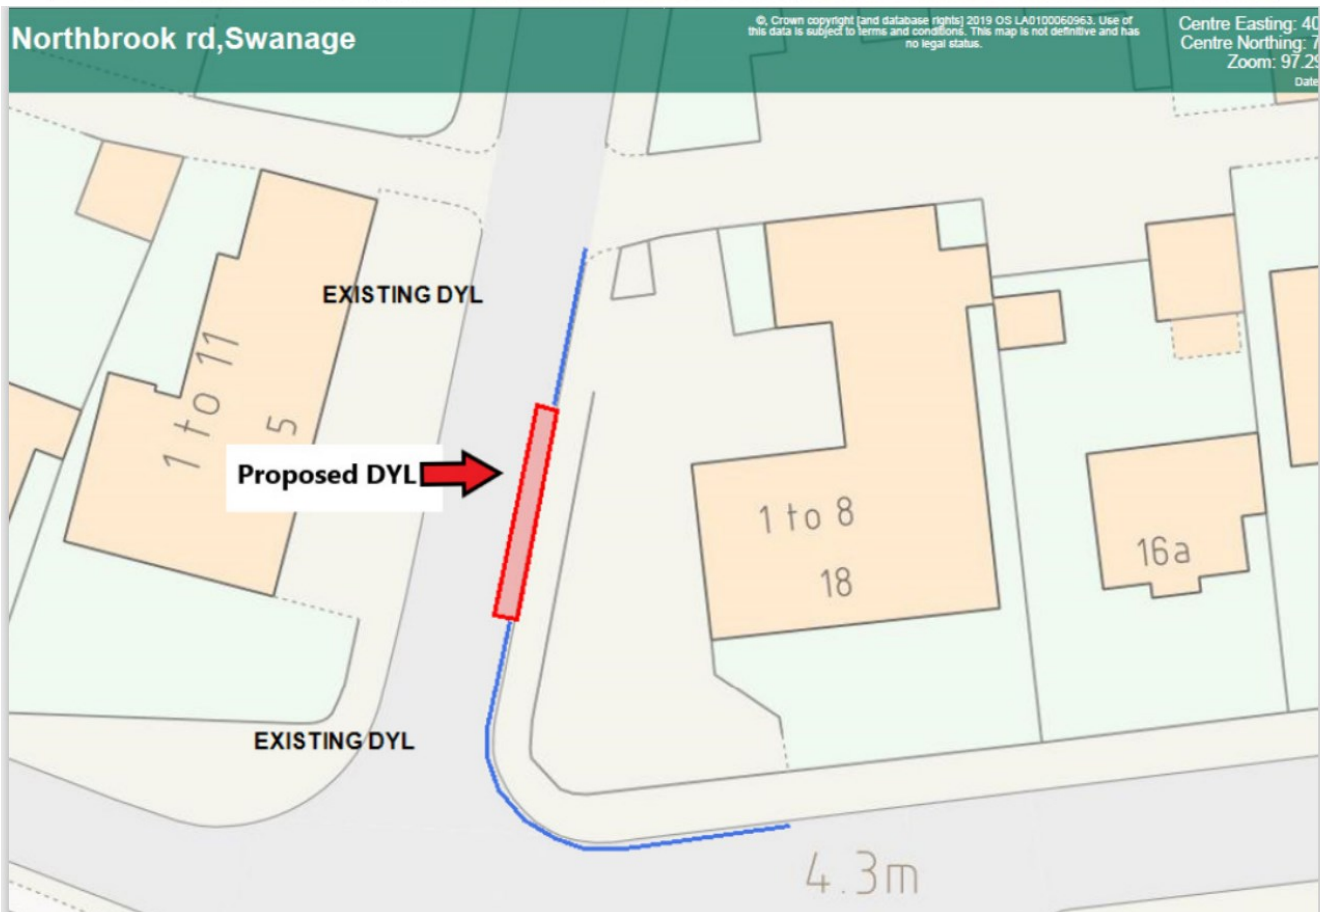 Northbrook rd,Swanage
©, Crown copyright [and database rights] 2019 OS LA0100060963. Use of
this data is subject to terms and conditions. This map is not definitive and has
no legal status.
Centre Easting: 40
Centre Northing: 7
Zoom: 97.29
Date
EXISTING DYL
1 to 11
5
Proposed DYL
1 to 8
18
16a
EXISTING DYL
4.3m